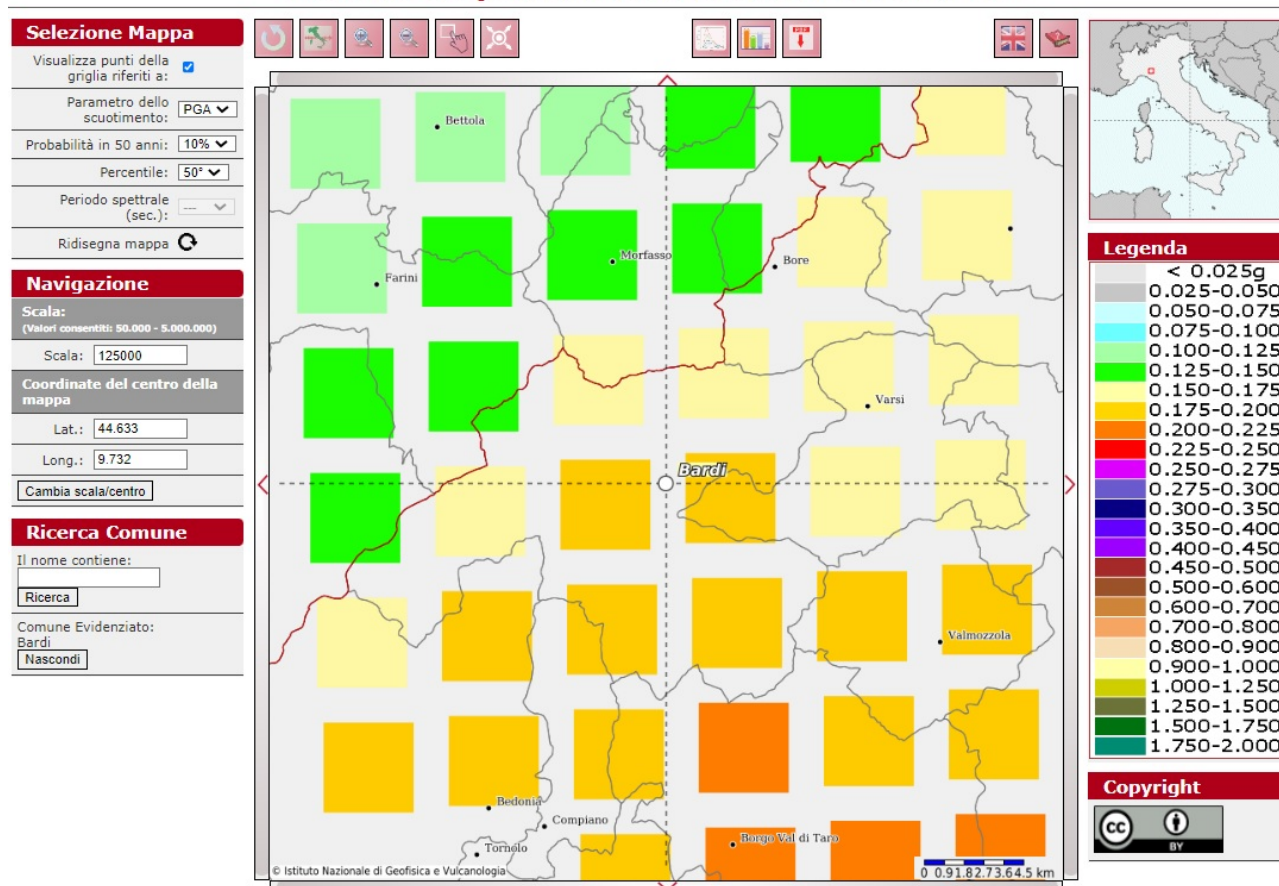 Selezione Mappa
Visualizza punti della
griglia riferiti a:
Parametro dello
scuotimento: PGA
Probabilità in 50 anni: 10%
Percentile: 50°
Periodo spettrale
(sec.): ---
Ridisegna mappa
Navigazione
Scala:
(Valori consentiti: 50.000 - 5.000.000)
Scala: 125000
Coordinate del centro della
mappa
Lat.: 44.633
Long.: 9.732
Cambia scala/centro
Ricerca Comune
Il nome contiene:
Ricerca
Comune Evidenziato:
Bardi
Nascondi
PDF
Bettola
Morfasso
Bore
Farini
Varsi
Bardi
Valmozzola
Bedonia
Compiano
Tornolo
Borgo Val di Taro
© Istituto Nazionale di Geofisica e Vulcanologia
0 0.91.82.73.64.5 km
Legenda
< 0.025g
0.025-0.050
0.050-0.075
0.075-0.100
0.100-0.125
0.125-0.150
0.150-0.175
0.175-0.200
0.200-0.225
0.225-0.250
0.250-0.275
0.275-0.300
0.300-0.350
0.350-0.400
0.400-0.450
0.450-0.500
0.500-0.600
0.600-0.700
0.700-0.800
0.800-0.900
0.900-1.000
1.000-1.250
1.250-1.500
1.500-1.750
1.750-2.000
Copyright
cc
BY